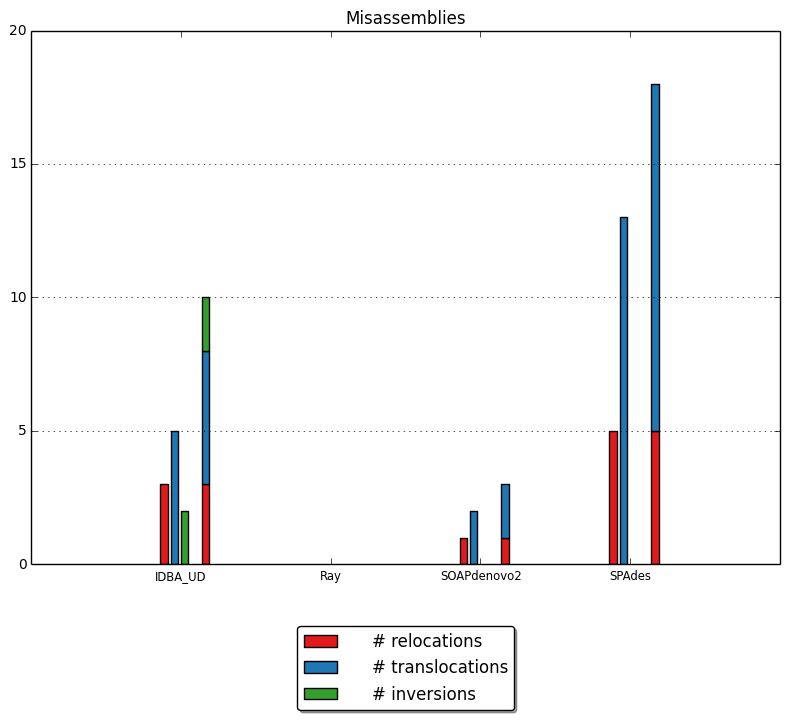 Misassemblies
20
15
10
5
0
IDBA_UD Ray SOAPdenovo2 SPAdes
# relocations
# translocations
# inversions